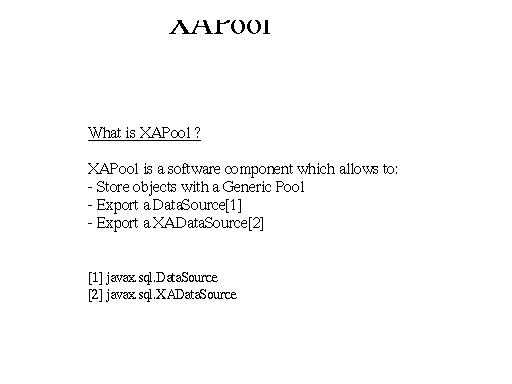 XAPool
What is XAPool ?
XAPool is a software component which allows to:
- Store objects with a Generic Pool
- Export a DataSource[1]
- Export a XADataSource[2]
[1] javax.sql.DataSource
[2] javax.sql.XADataSource